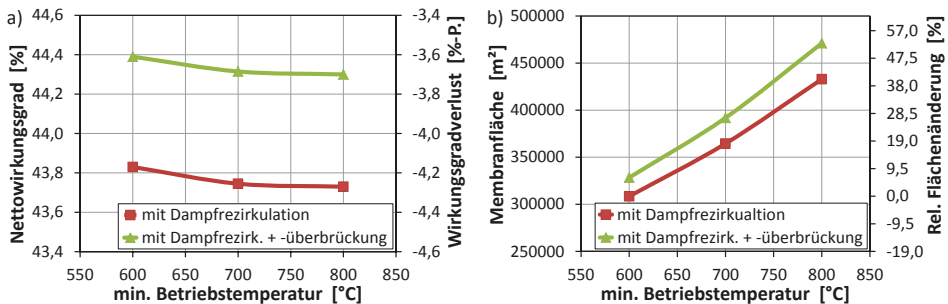 a)
44,6
44,4
44,2
44,0
43,8
43,6
43,4
Nettowirkungsgrad [%]
-3,4
-3,6
-3,8
-4,0
-4,2
-4,4
-4,6
Wirkungsgradverlust [%-P.]
mit Dampfrezirkulation
mit Dampfrezirk. + -überbrückung
550 600 650 700 750 800 850
min. Betriebstemperatur [°C]
b)
500000
450000
400000
350000
300000
250000
Membranfläche [m²]
57,0
47,5
38,0
28,5
19,0
9,5
0,0
-9,5
-19,0
Rel. Flächenänderung [%]
mit Dampfrezirkualtion
mit Dampfrezirk. + -überbrückung
550 600 650 700 750 800 850
min. Betriebstemperatur [°C]